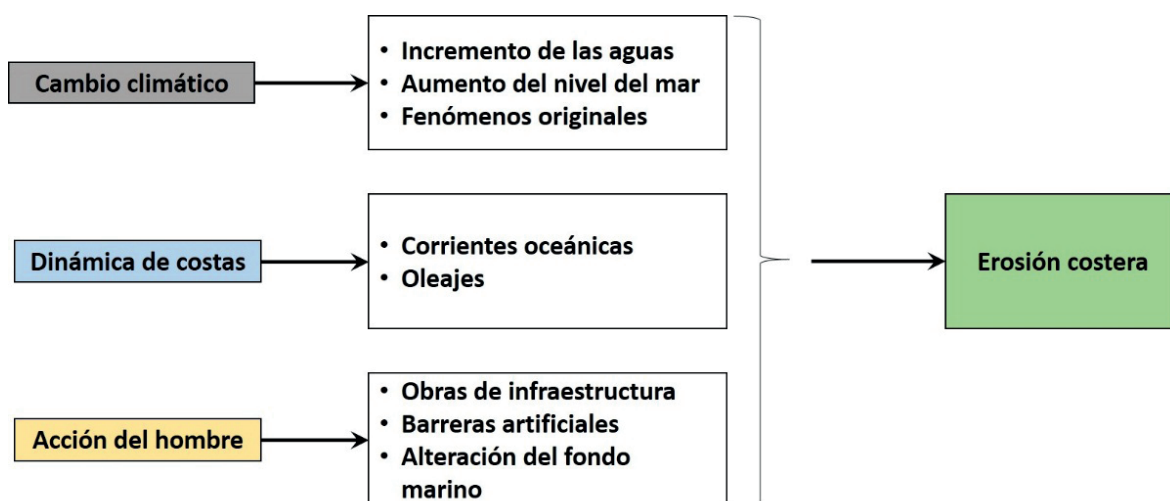 Cambio climático
• Incremento de las aguas
• Aumento del nivel del mar
• Fenómenos originales
Dinámica de costas
• Corrientes oceánicas
• Oleajes
Erosión costera
Acción del hombre
• Obras de infraestructura
• Barreras artificiales
• Alteración del fondo
marino